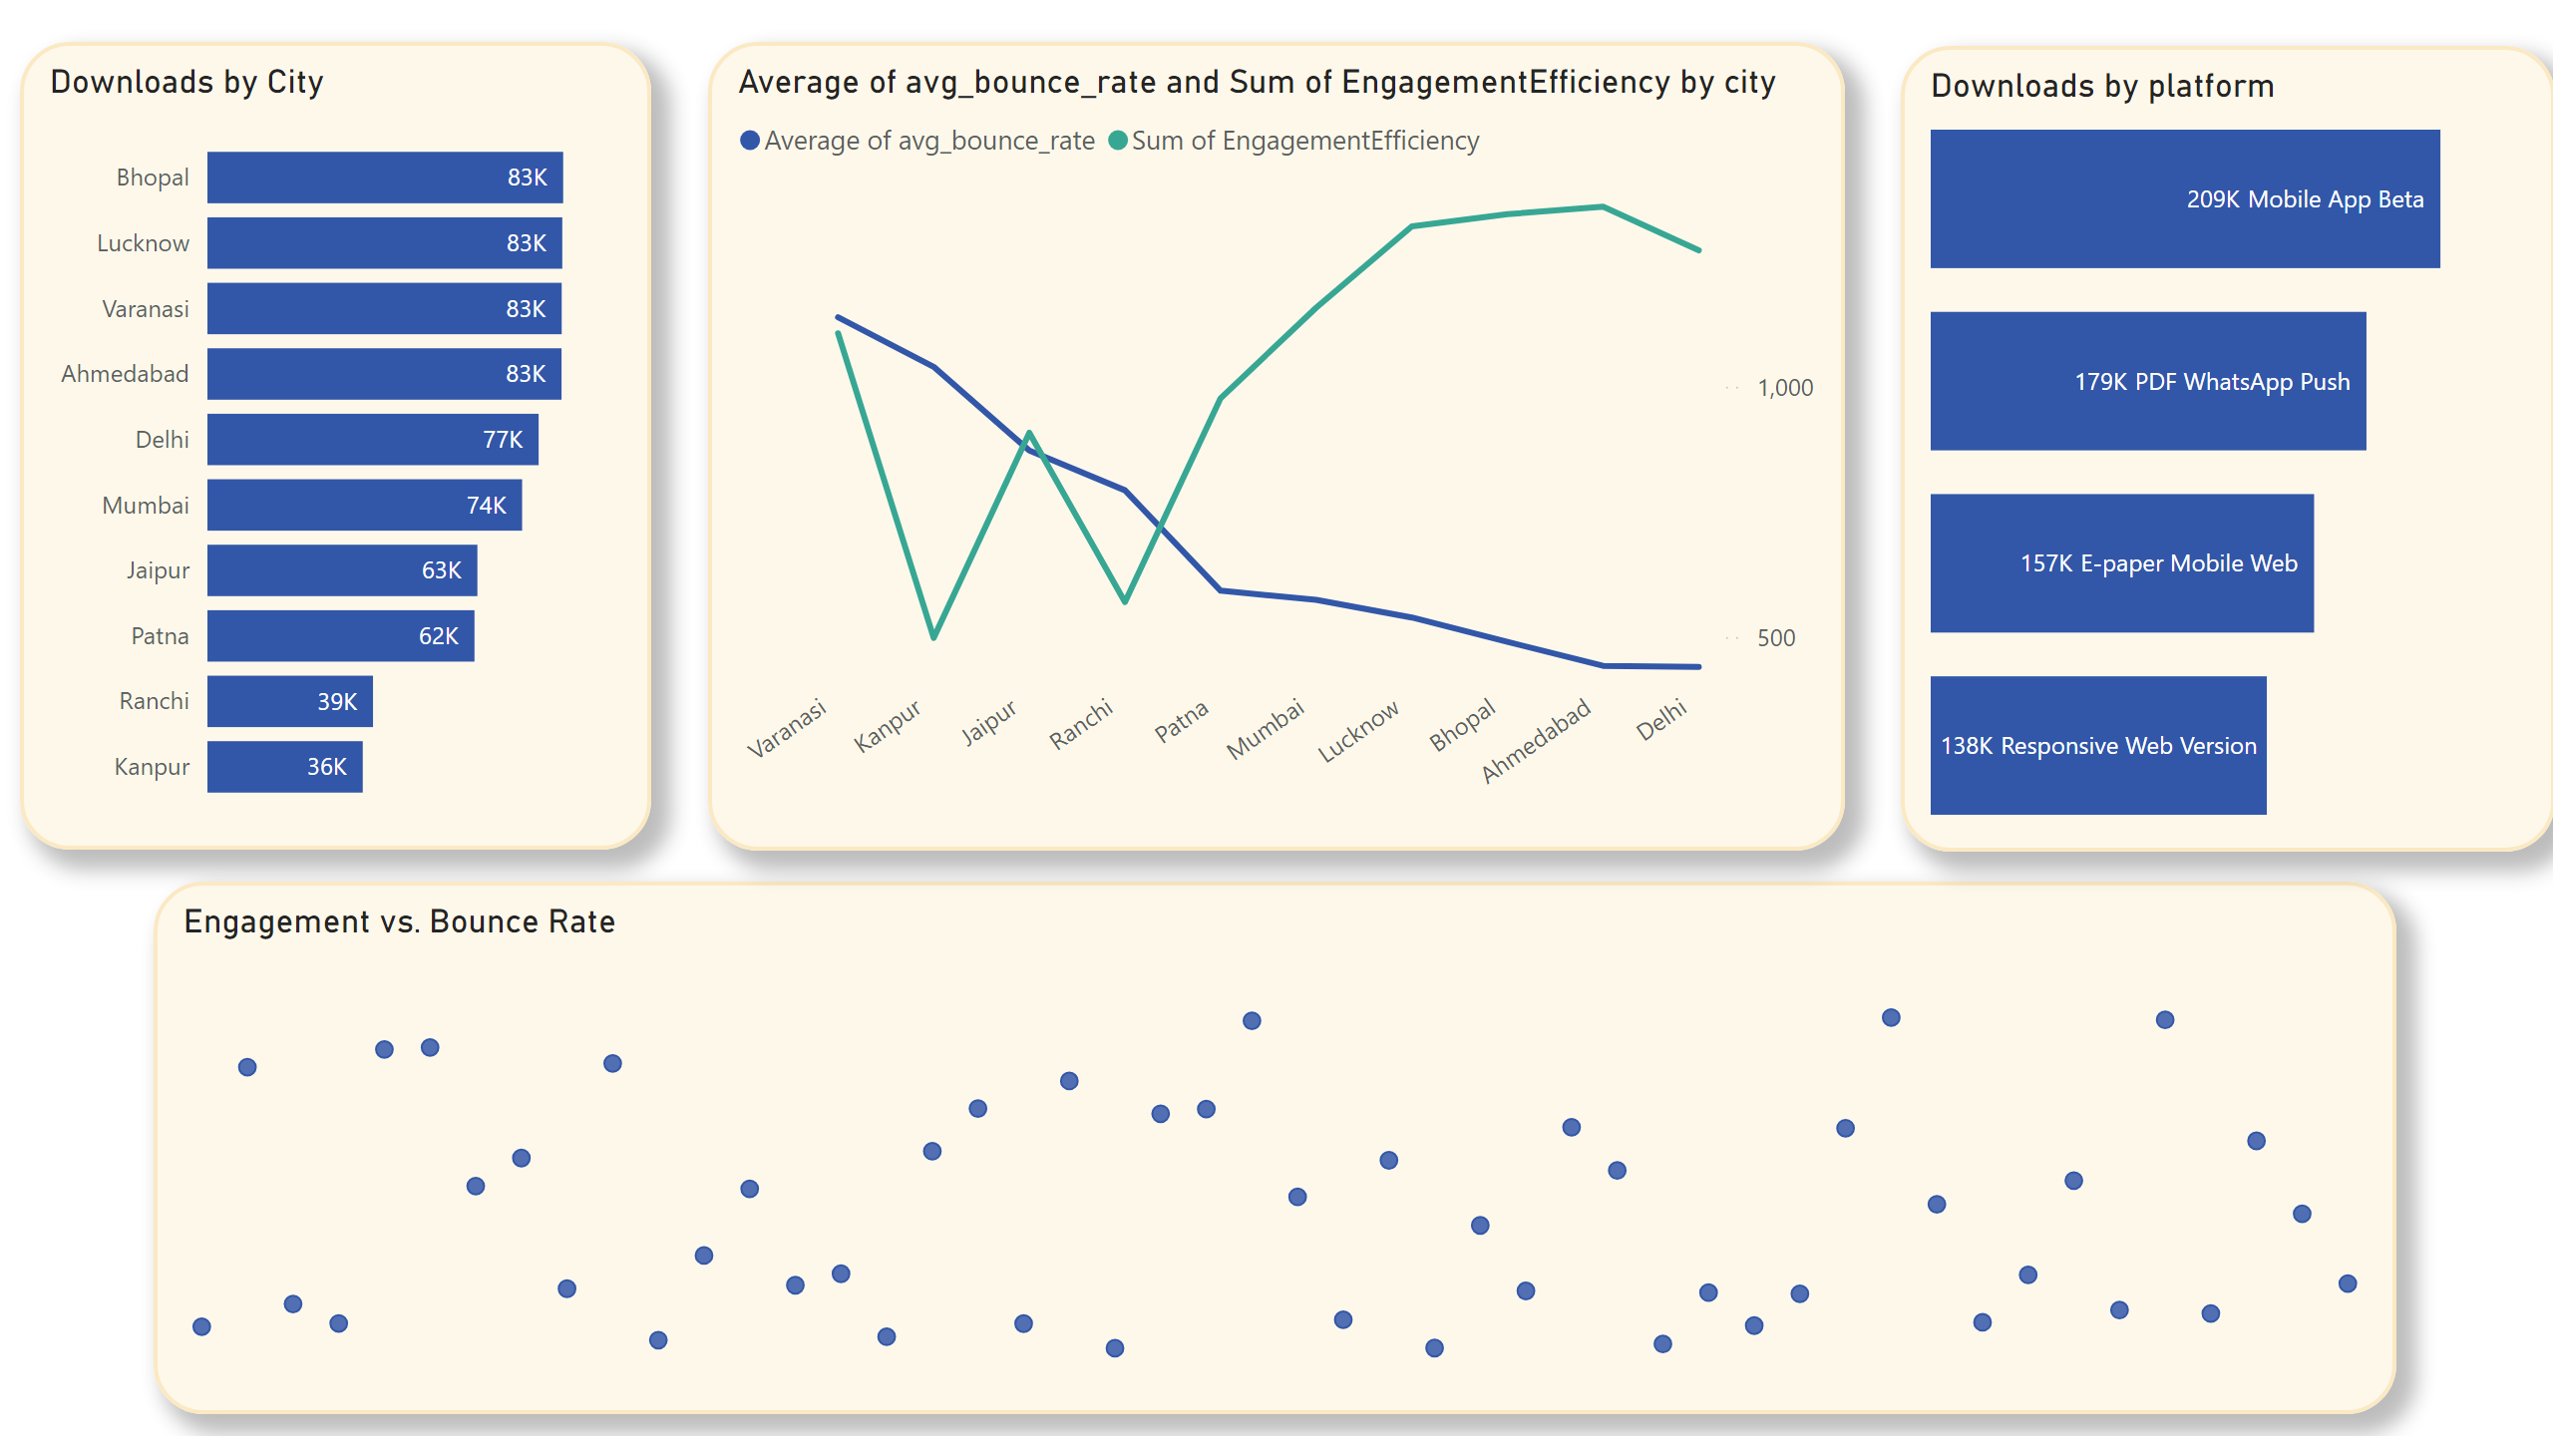 Downloads by City
Bhopal 83K
Lucknow 83K
Varanasi 83K
Ahmedabad 83K
Delhi 77K
Mumbai 74K
Jaipur 63K
Patna 62K
Ranchi 39K
Kanpur 36K
Average of avg_bounce_rate and Sum of EngagementEfficiency by city
Average of avg_bounce_rate Sum of EngagementEfficiency
1,000
500
Varanasi Kanpur Jaipur Ranchi Patna Mumbai Lucknow Bhopal Ahmedabad Delhi
Downloads by platform
209K Mobile App Beta
179K PDF WhatsApp Push
157K E-paper Mobile Web
138K Responsive Web Version
Engagement vs. Bounce Rate